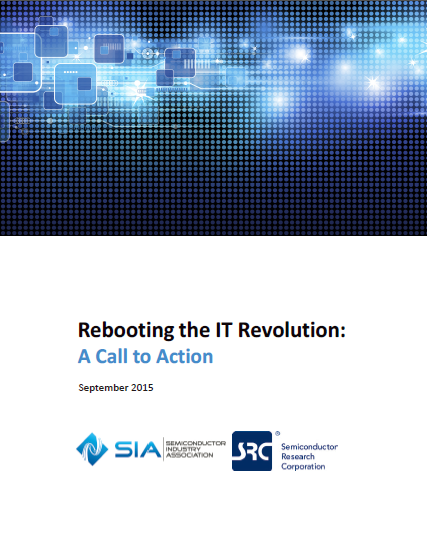 Rebooting the IT Revolution:
A Call to Action
September 2015
SIA
SEMICONDUCTOR
INDUSTRY
ASSOCIATION
SRC
®
Semiconductor
Research
Corporation